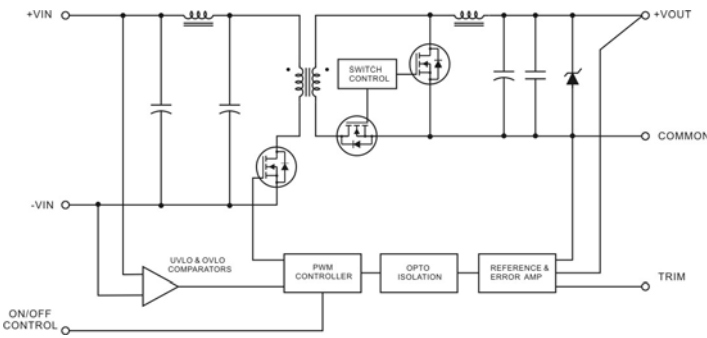 +VIN
+VOUT
SWITCH
CONTROL
COMMON
-VIN
UVLO & OVLO
COMPARATORS
PWM
CONTROLLER
OPTO
ISOLATION
REFERENCE &
ERROR AMP
TRIM
ON/OFF
CONTROL